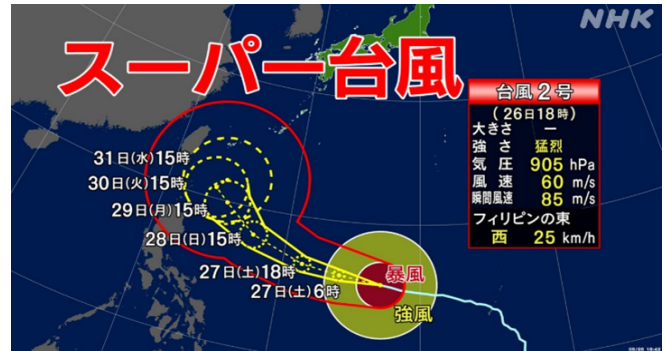 NHK
スーパー台風
台風2号
(26日18時)
大きさ ー
強さ 猛烈
気圧 905 hPa
風速 60 m/s
瞬間風速 85 m/s
フィリピンの東
西 25 km/h
31日(水)15時
30日(火)15時
29日(月)15時
28日(日)15時
27日(土)18時
27日(土)6時
暴風
強風